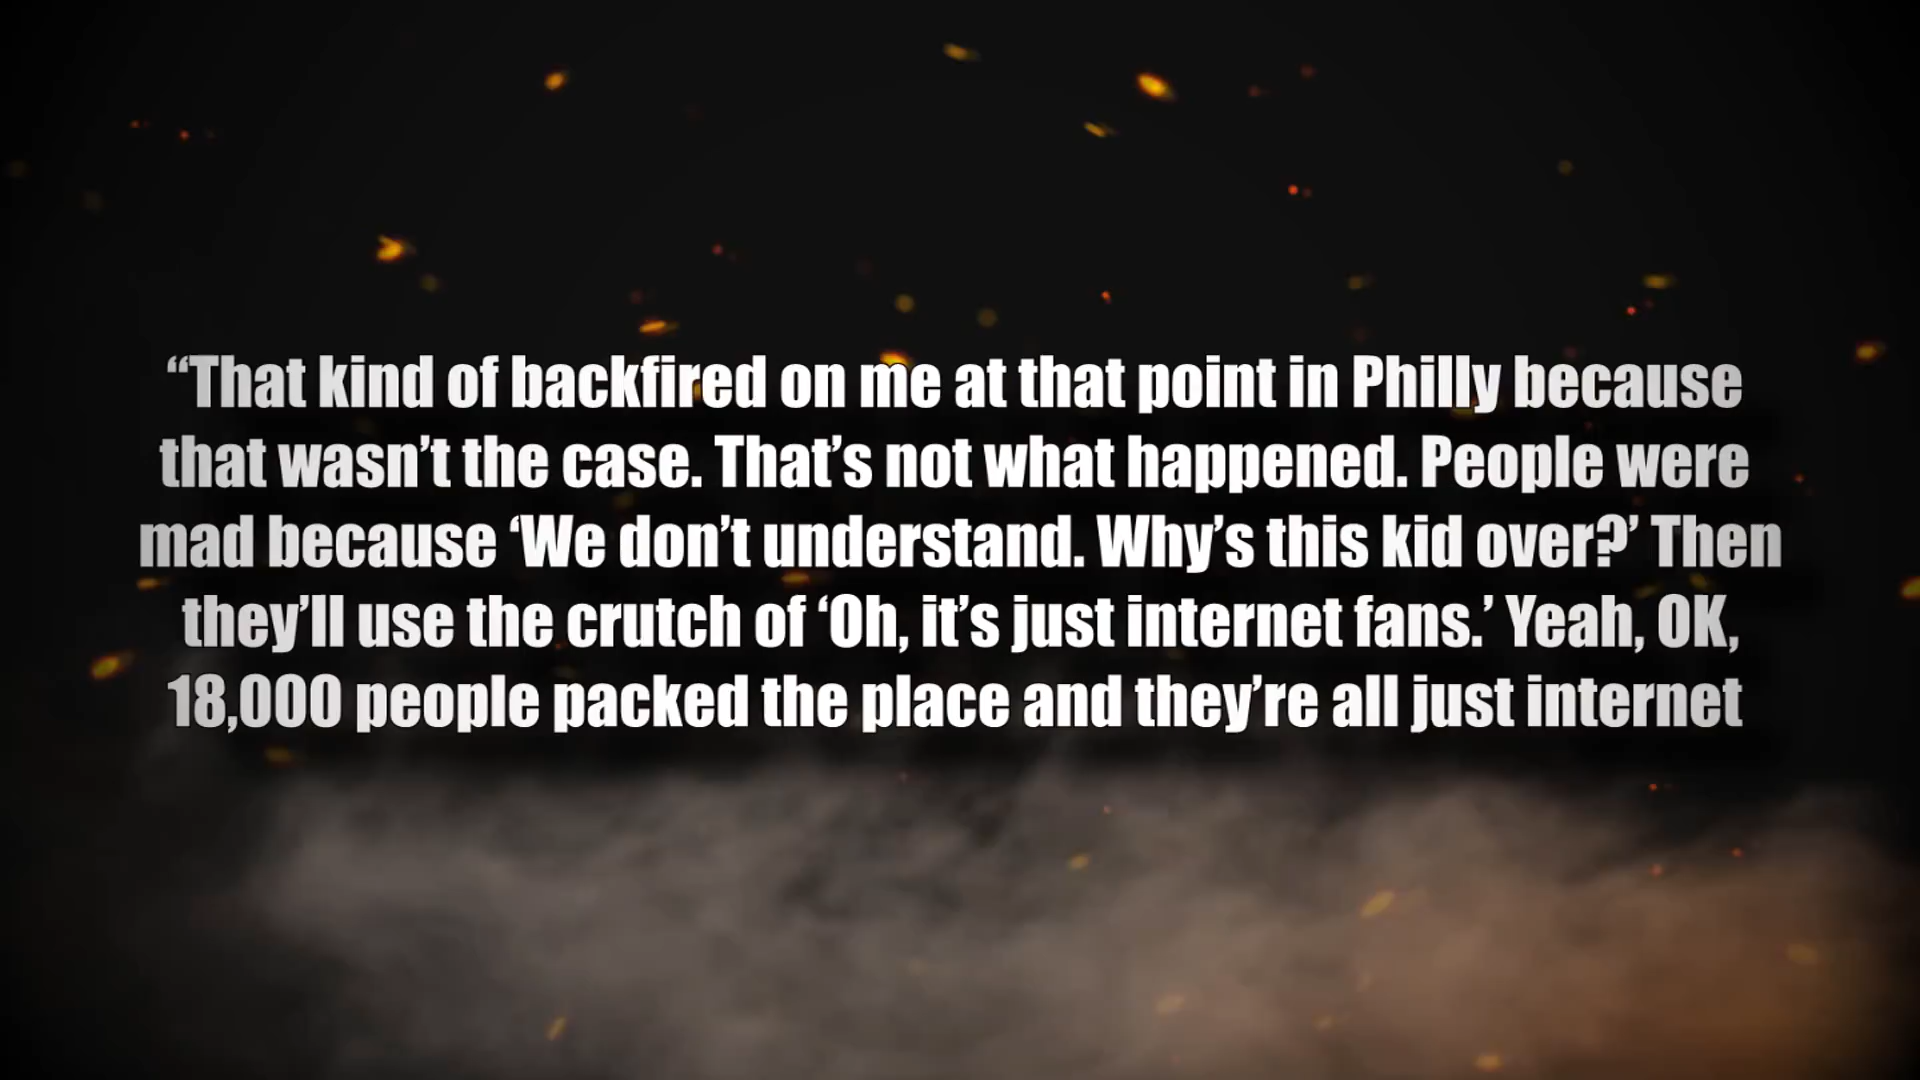 “That kind of backfired on me at that point in Philly because
that wasn’t the case. That’s not what happened. People were
mad because ‘We don’t understand. Why’s this kid over?’ Then
they’ll use the crutch of ‘Oh, it’s just internet fans.’ Yeah, OK,
18,000 people packed the place and they’re all just internet